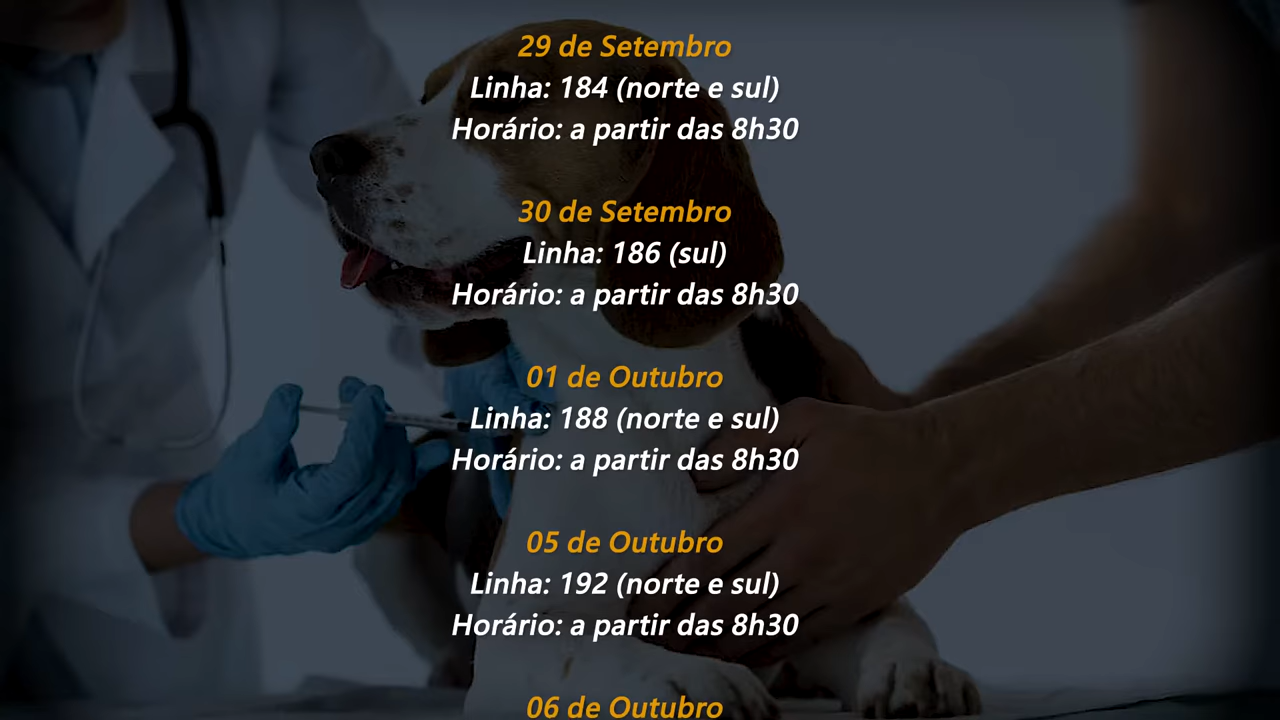 29 de Setembro
Linha: 184 (norte e sul)
Horário: a partir das 8h30
30 de Setembro
Linha: 186 (sul)
Horário: a partir das 8h30
01 de Outubro
Linha: 188 (norte e sul)
Horário: a partir das 8h30
05 de Outubro
Linha: 192 (norte e sul)
Horário: a partir das 8h30
06 de Outubro